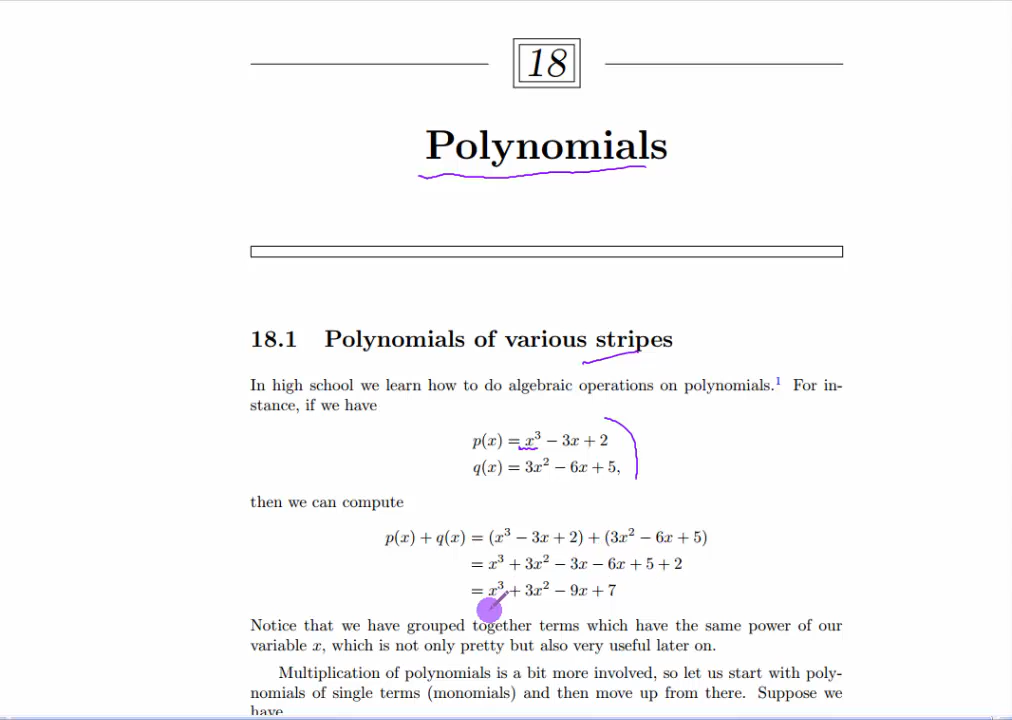 18
Polynomials
18.1 Polynomials of various stripes
In high school we learn how to do algebraic operations on polynomials.¹ For in-
stance, if we have
p(x) = x³ − 3x + 2
q(x) = 3x² − 6x + 5,
then we can compute
p(x) + q(x) = (x³ − 3x + 2) + (3x² − 6x + 5)
= x³ + 3x² − 3x − 6x + 5 + 2
= x³ + 3x² − 9x + 7
Notice that we have grouped together terms which have the same power of our
variable x, which is not only pretty but also very useful later on.
Multiplication of polynomials is a bit more involved, so let us start with poly-
nomials of single terms (monomials) and then move up from there. Suppose we
have